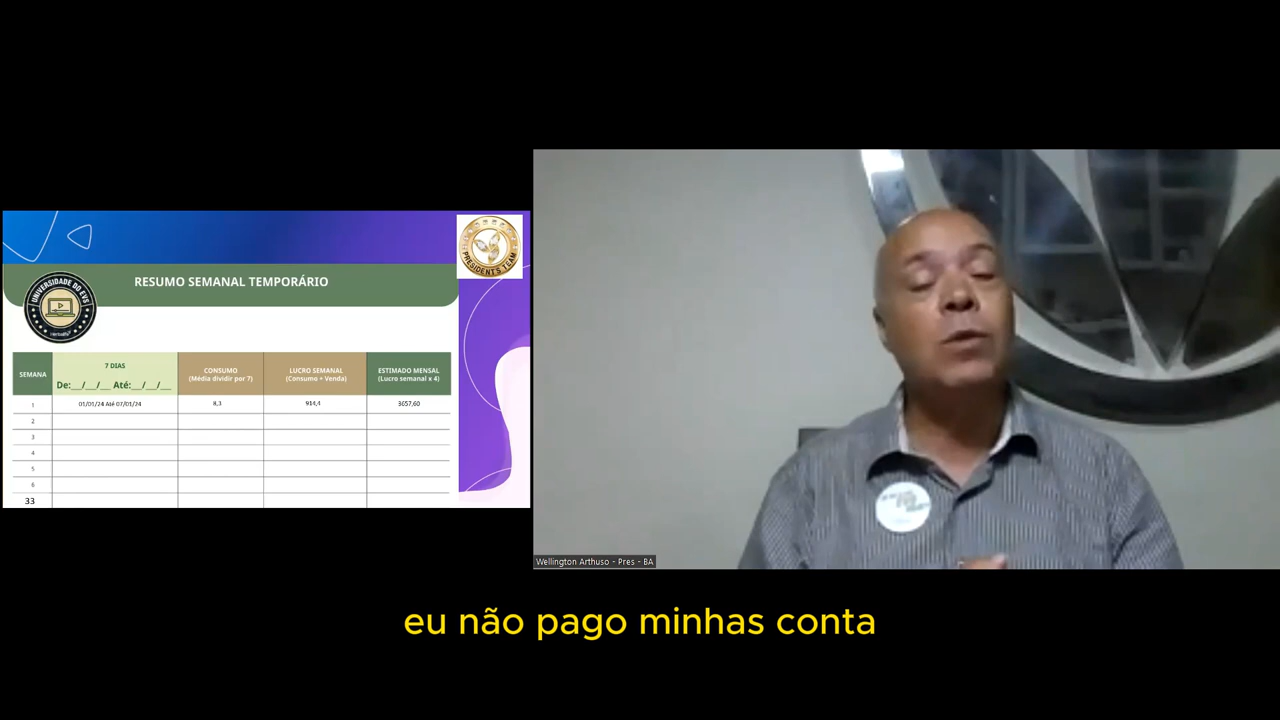 PRESIDENT'S TEAM
RESUMO SEMANAL TEMPORÁRIO
UNIVERSIDADE DO EVS
SEMANA
7 DIAS
De:__/__/__ Até:__/__/__
CONSUMO
(Média dividir por 7)
LUCRO SEMANAL
(Consumo + Venda)
ESTIMADO MENSAL
(Lucro semanal x 4)
1 01/01/24 Até 07/01/24 8,3 914,4 3657,60
2
3
4
5
6
33
Wellington Arthuso - Pres - BA
eu não pago minhas conta